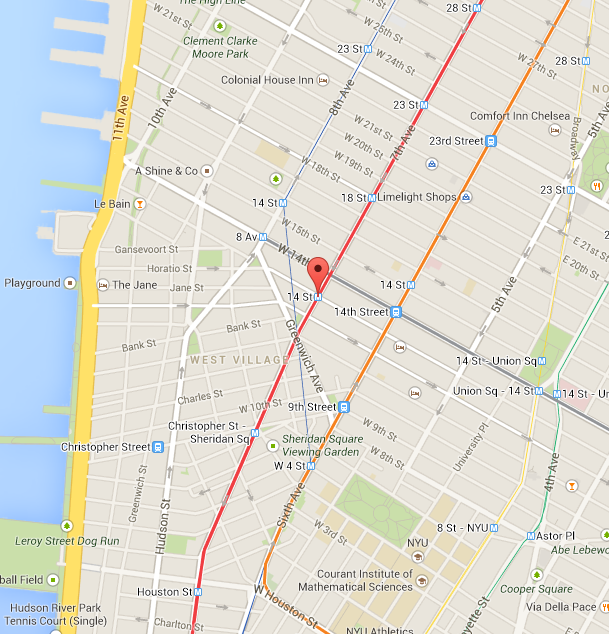 28 St
W 21st St
W 25th St
Clement Clarke
Moore Park
23 St
W 24th St
28 St
W 27th St
Colonial House Inn
8th Ave
10th Ave
11th Ave
23 St
Comfort Inn Chelsea
W 21st St
W 20th St
W 19th St
W 18th St
7th Ave
23rd Street
Broadway
5th Ave
A Shine & Co
Le Bain
14 St
18 St
Limelight Shops
23 St
W 15th St
8 Av
Gansevoort St
W 14th
E 21st St
E 20th St
Horatio St
Playground
The Jane
Jane St
14 St
14 St
14th Street
5th Ave
Bank St
Bank St
Greenwich Ave
WEST VILLAGE
14 St - Union Sq
Charles St
Union Sq - 14 St
14 St - Un
W 10th St
9th Street
Christopher St -
Sheridan Sq
W 9th St
Christopher Street
Sheridan Square
Viewing Garden
W 8th St
University Pl
W 4 St
4th Ave
Greenwich St
Hudson St
Sixth Ave
W 3rd St
8 St - NYU
Astor Pl
Leroy Street Dog Run
NYU
Abe Lebewo
ball Field
Courant Institute of
Mathematical Sciences
Cooper Square
Houston St
W Houston St
Hudson River Park
Tennis Court (Single)
Via Della Pace
Carlton St
NYU Athletics
yette St